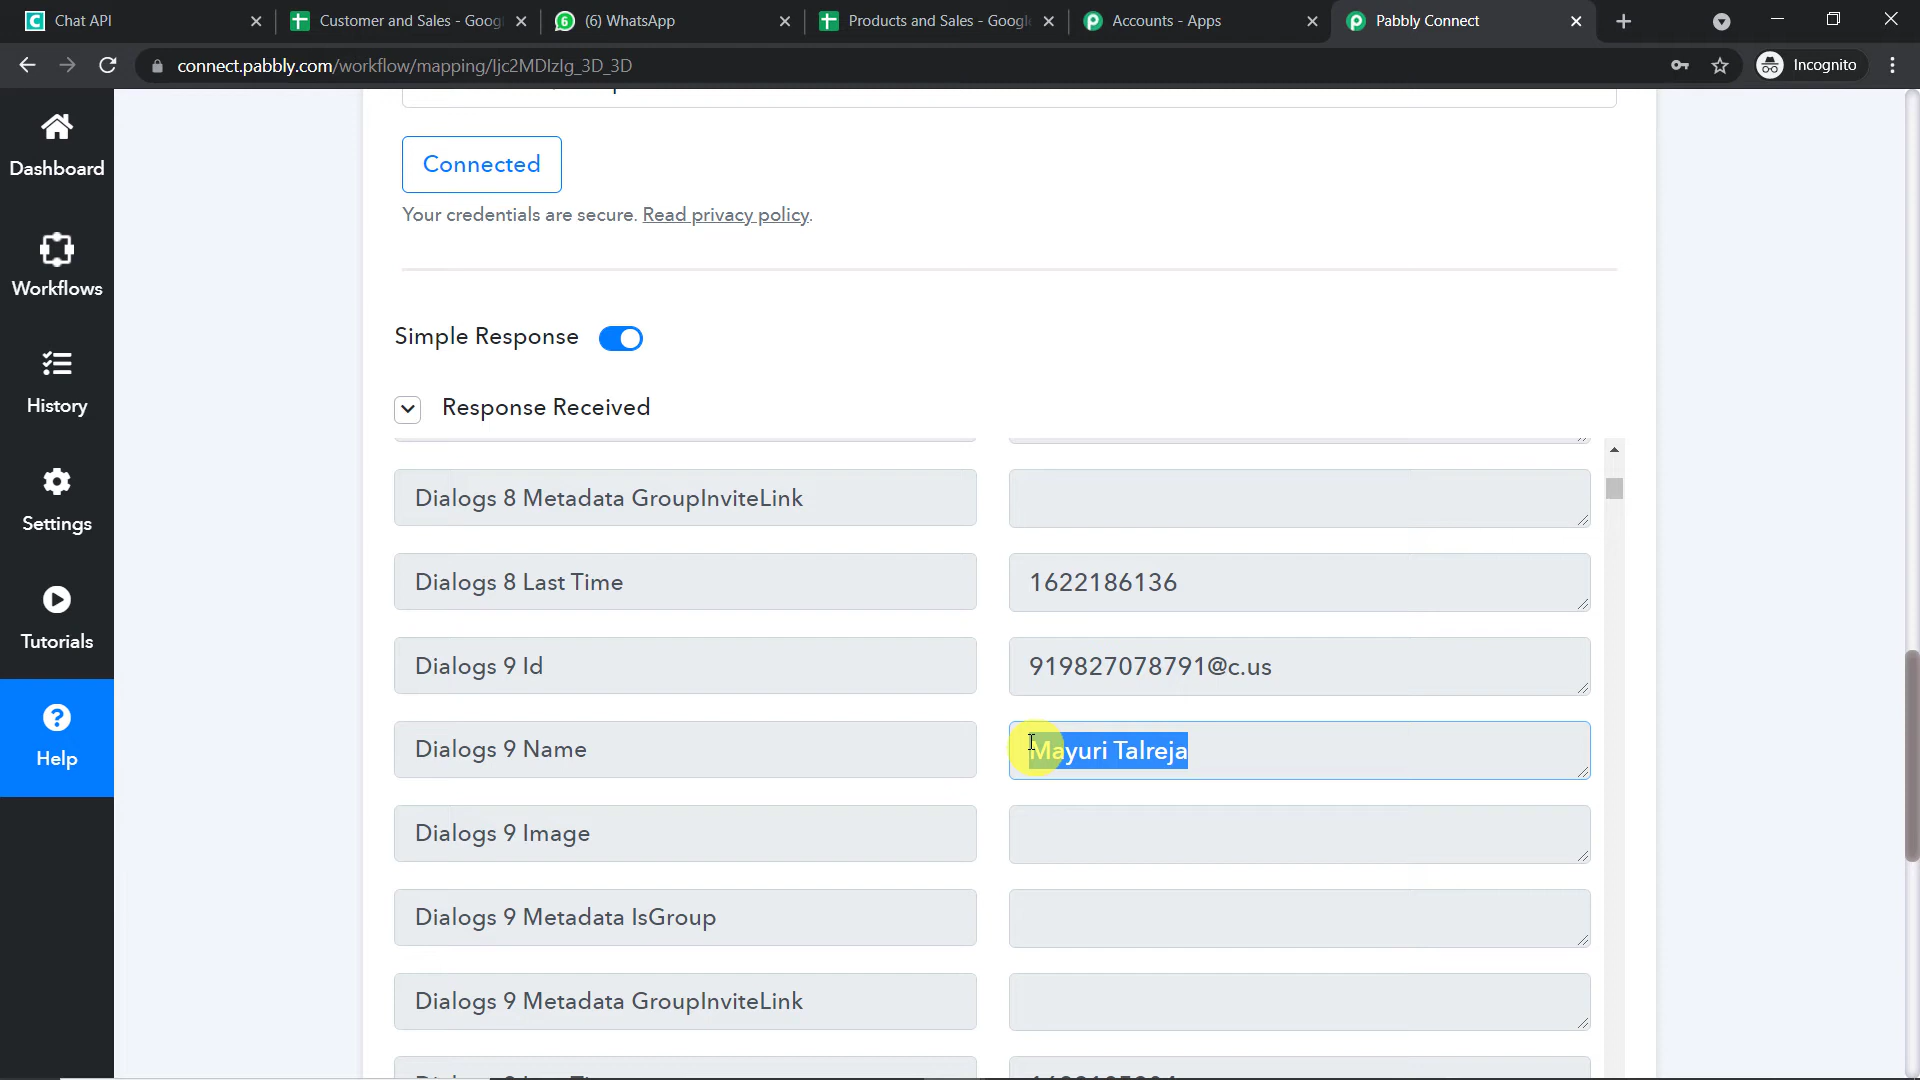 Chat API
Customer and Sales - Goog
(6) WhatsApp
Products and Sales - Google
Accounts - Apps
Pabbly Connect
connect.pabbly.com/workflow/mapping/Ijc2MDIzIg_3D_3D
Incognito
Dashboard
Workflows
History
Settings
Tutorials
Help
Connected
Your credentials are secure. Read privacy policy.
Simple Response
Response Received
Dialogs 8 Metadata GroupInviteLink
Dialogs 8 Last Time
1622186136
Dialogs 9 Id
919827078791@c.us
Dialogs 9 Name
Mayuri Talreja
Dialogs 9 Image
Dialogs 9 Metadata IsGroup
Dialogs 9 Metadata GroupInviteLink